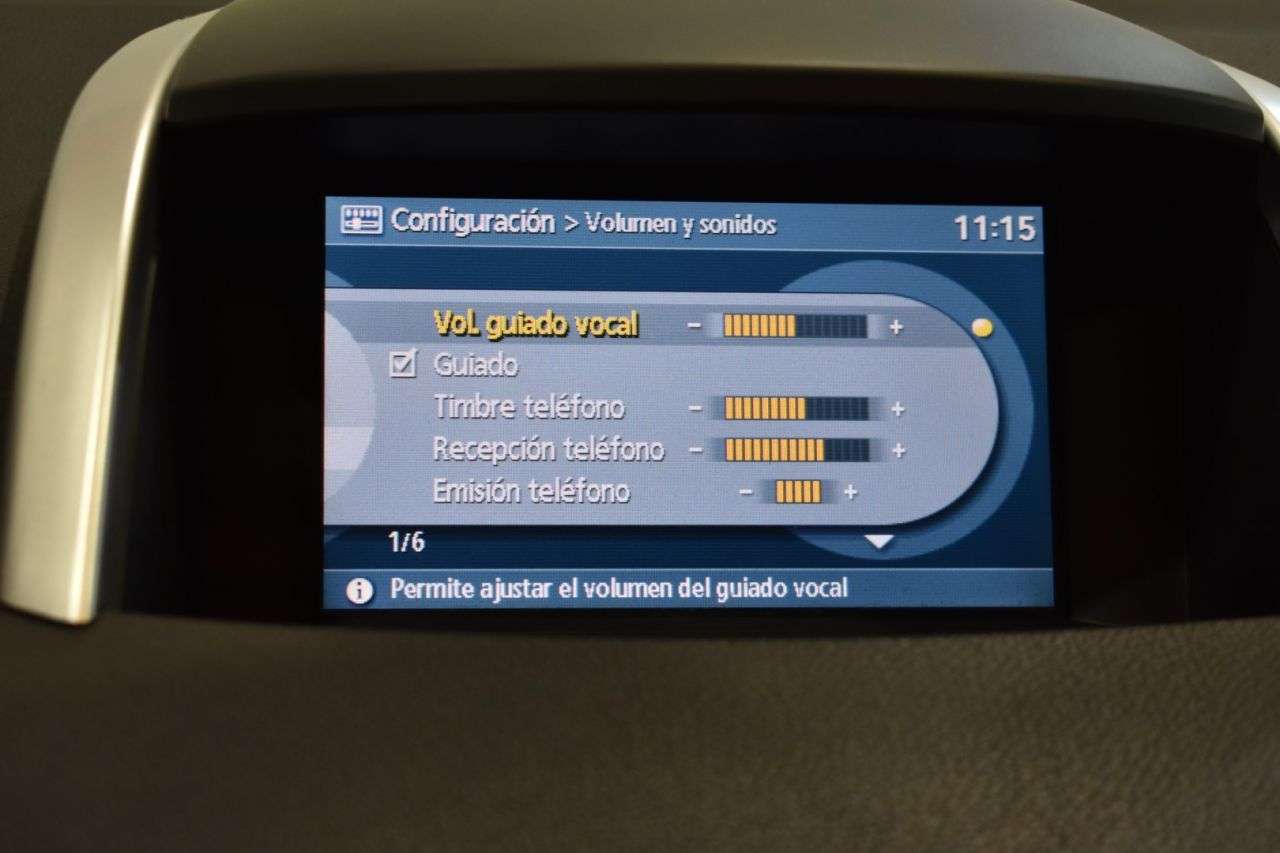 Configuración > Volumen y sonidos 11:15
Vol. guiado vocal - +
Guiado
Timbre teléfono - +
Recepción teléfono - +
Emisión teléfono - +
1/6
i Permite ajustar el volumen del guiado vocal